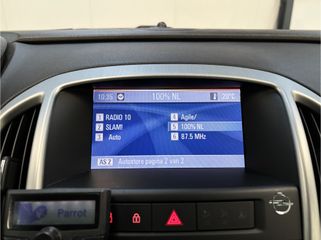 10:35 100% NL 20°C
1 RADIO 10
2 SLAM!
3 Auto
4 Agile/
5 100% NL
6 87.5 MHz
AS 2 Autostore pagina 2 van 2
Parrot